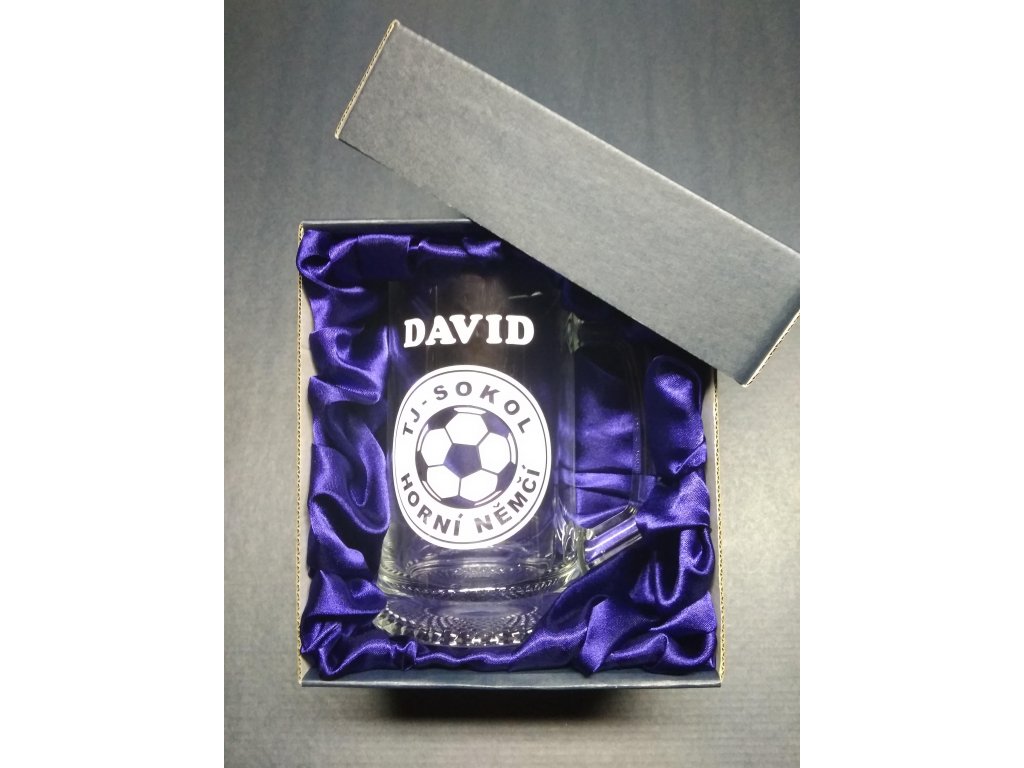 DAVID
TJ-SOKOL
HORNÍ NĚMČÍ